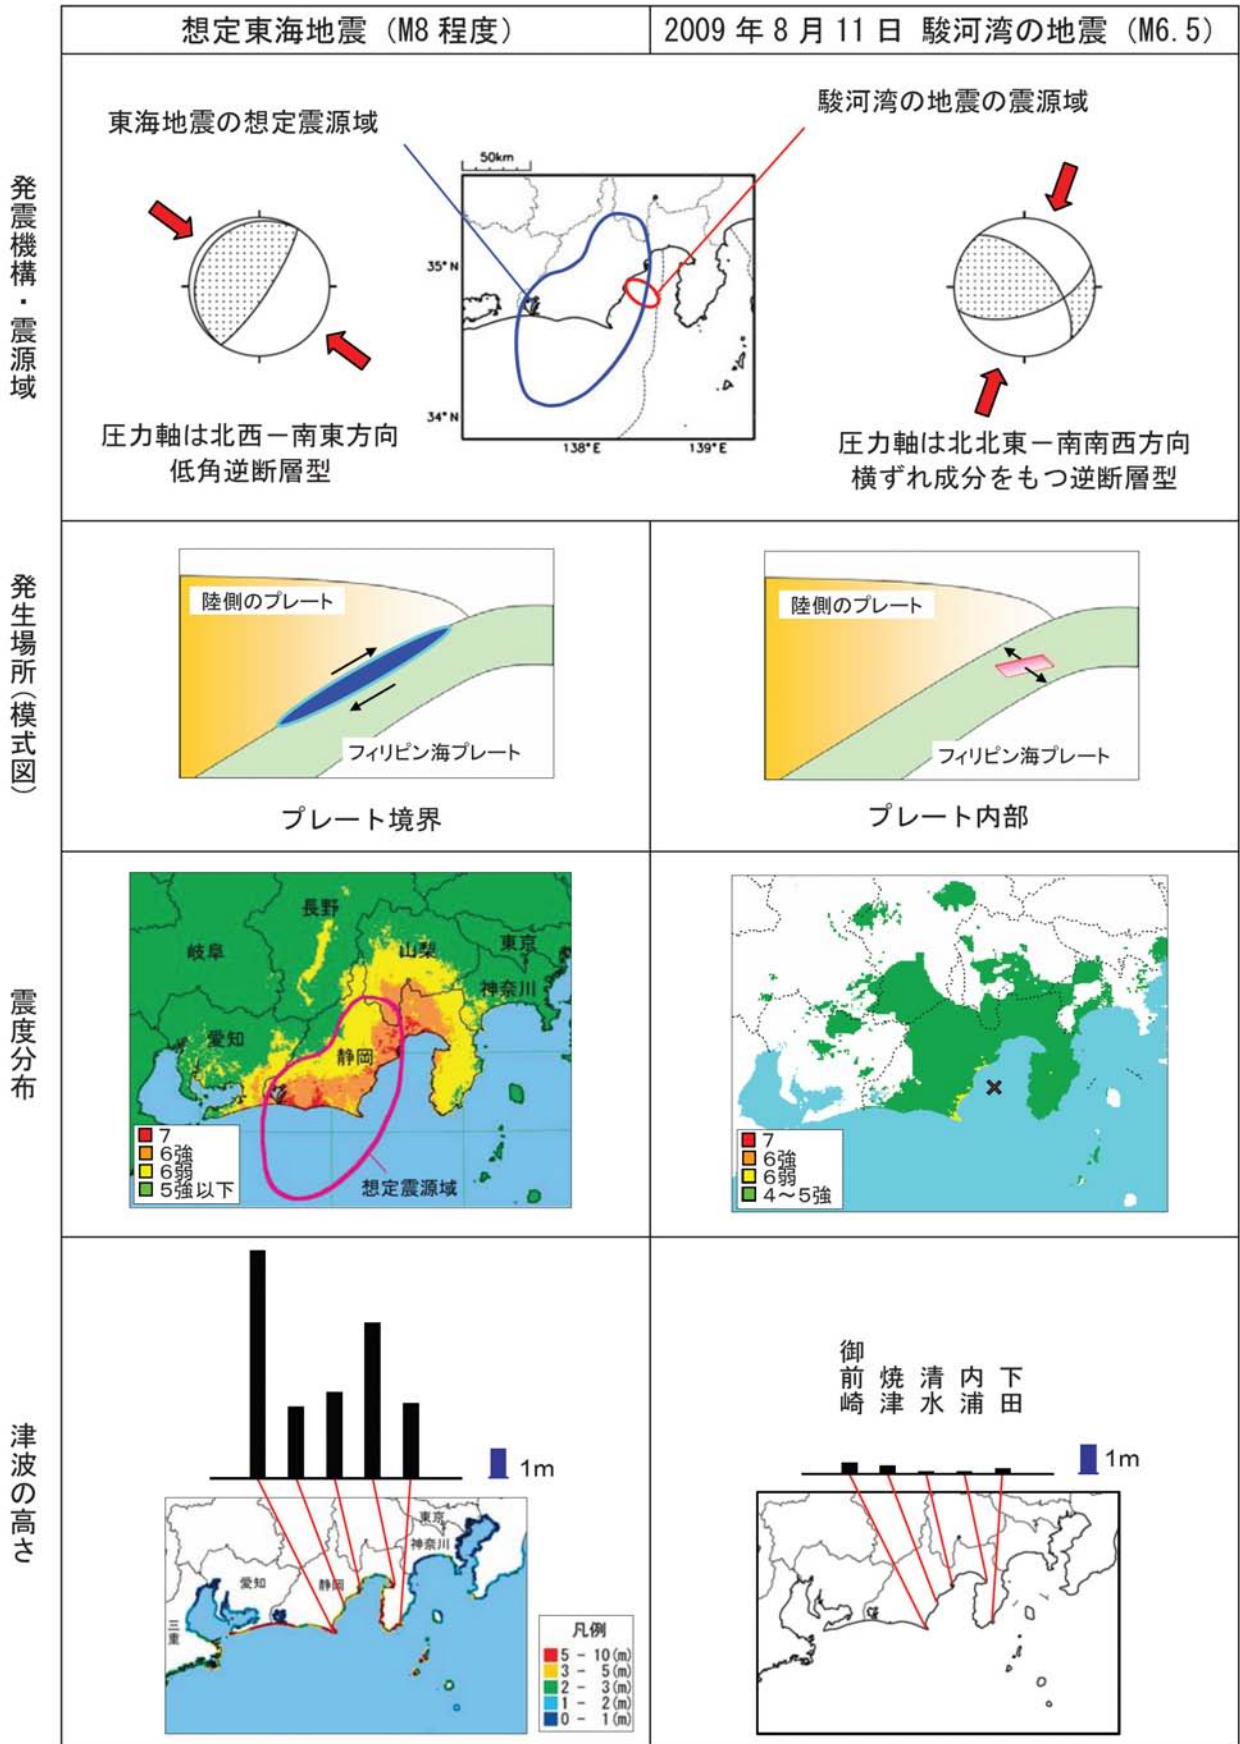 想定東海地震（M8 程度）
2009 年 8 月 11 日 駿河湾の地震（M6.5）
発震機構・震源域
東海地震の想定震源域
駿河湾の地震の震源域
50km
35°N
34°N
138°E
139°E
圧力軸は北西－南東方向
低角逆断層型
圧力軸は北北東－南南西方向
横ずれ成分をもつ逆断層型
発生場所（模式図）
陸側のプレート
フィリピン海プレート
プレート境界
陸側のプレート
フィリピン海プレート
プレート内部
震度分布
長野
岐阜
山梨
東京
神奈川
愛知
静岡
7
6強
6弱
5強以下
想定震源域
7
6強
6弱
4～5強
津波の高さ
1m
東京
神奈川
愛知
静岡
三重
凡例
5 - 10(m)
3 - 5(m)
2 - 3(m)
1 - 2(m)
0 - 1(m)
御前崎
焼津
清水
内浦
下田
1m